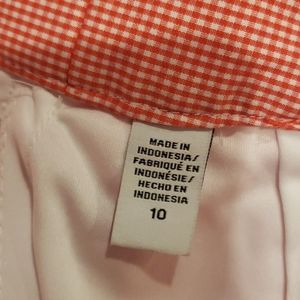 MADE IN
INDONESIA/
FABRIQUÉ EN
INDONÉSIE/
HECHO EN
INDONESIA
10